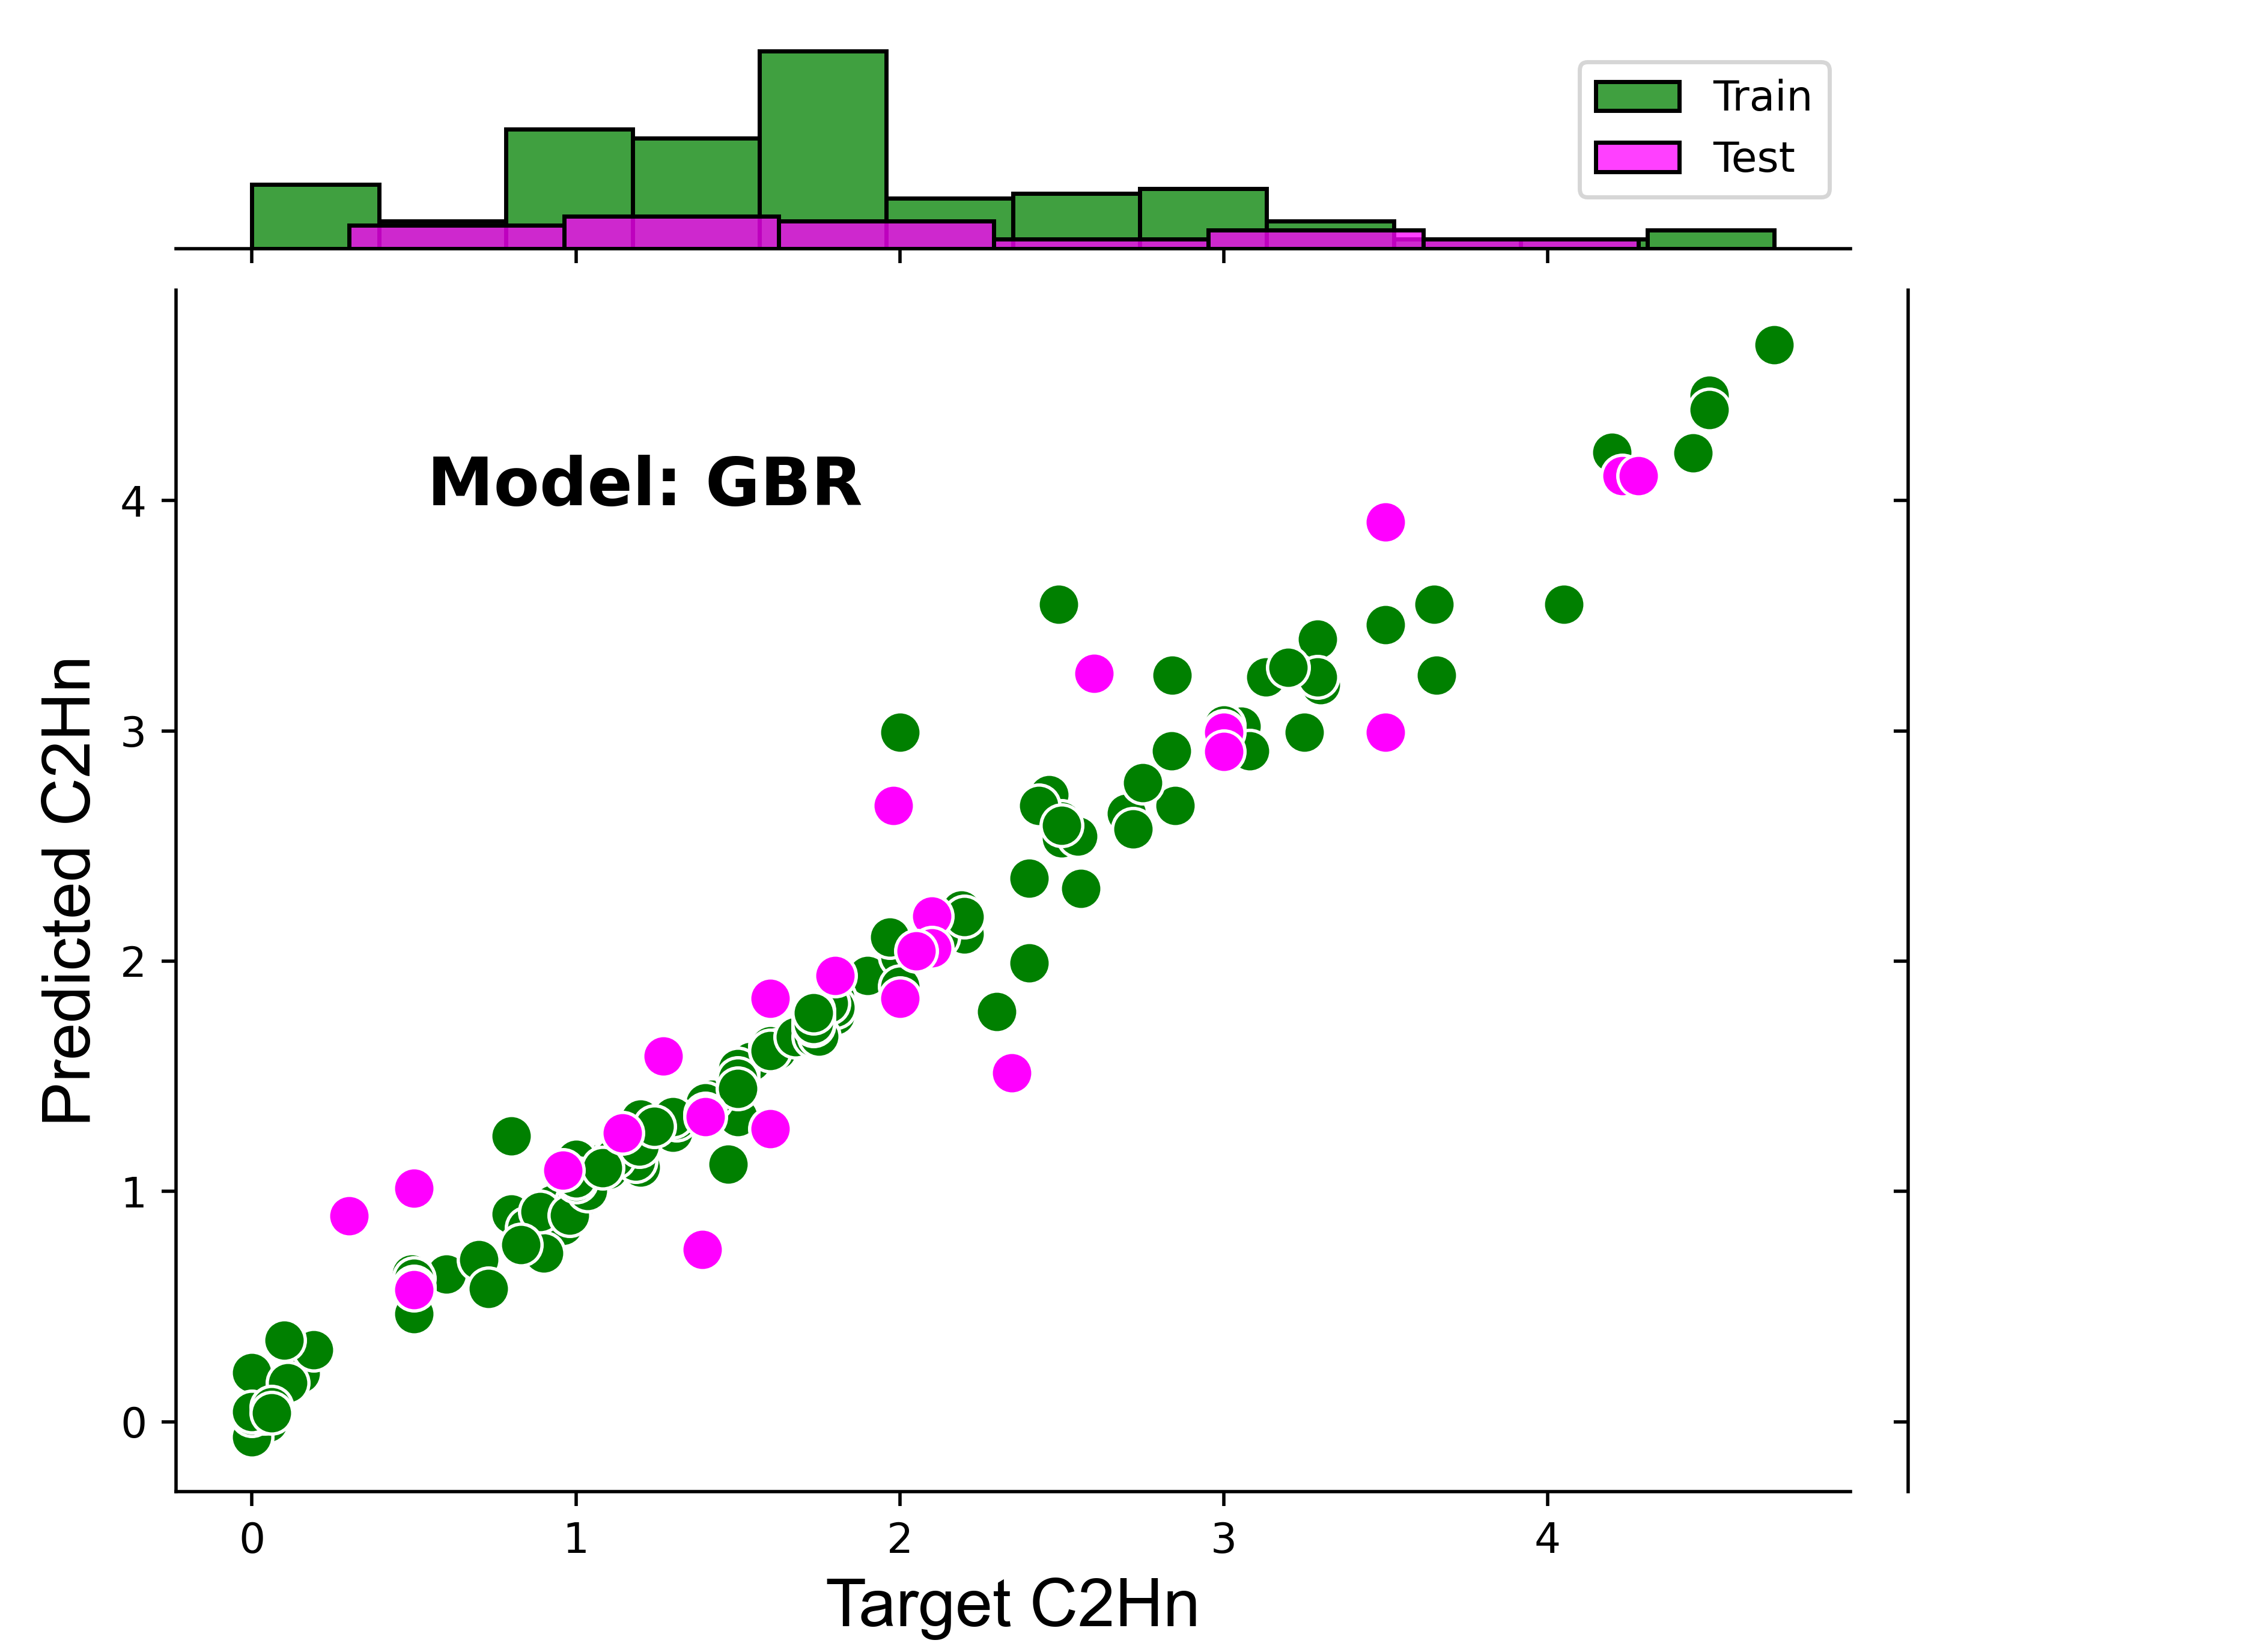 Train
Test
Model: GBR
Predicted C2Hn
4
3
2
1
0
0 1 2 3 4
Target C2Hn